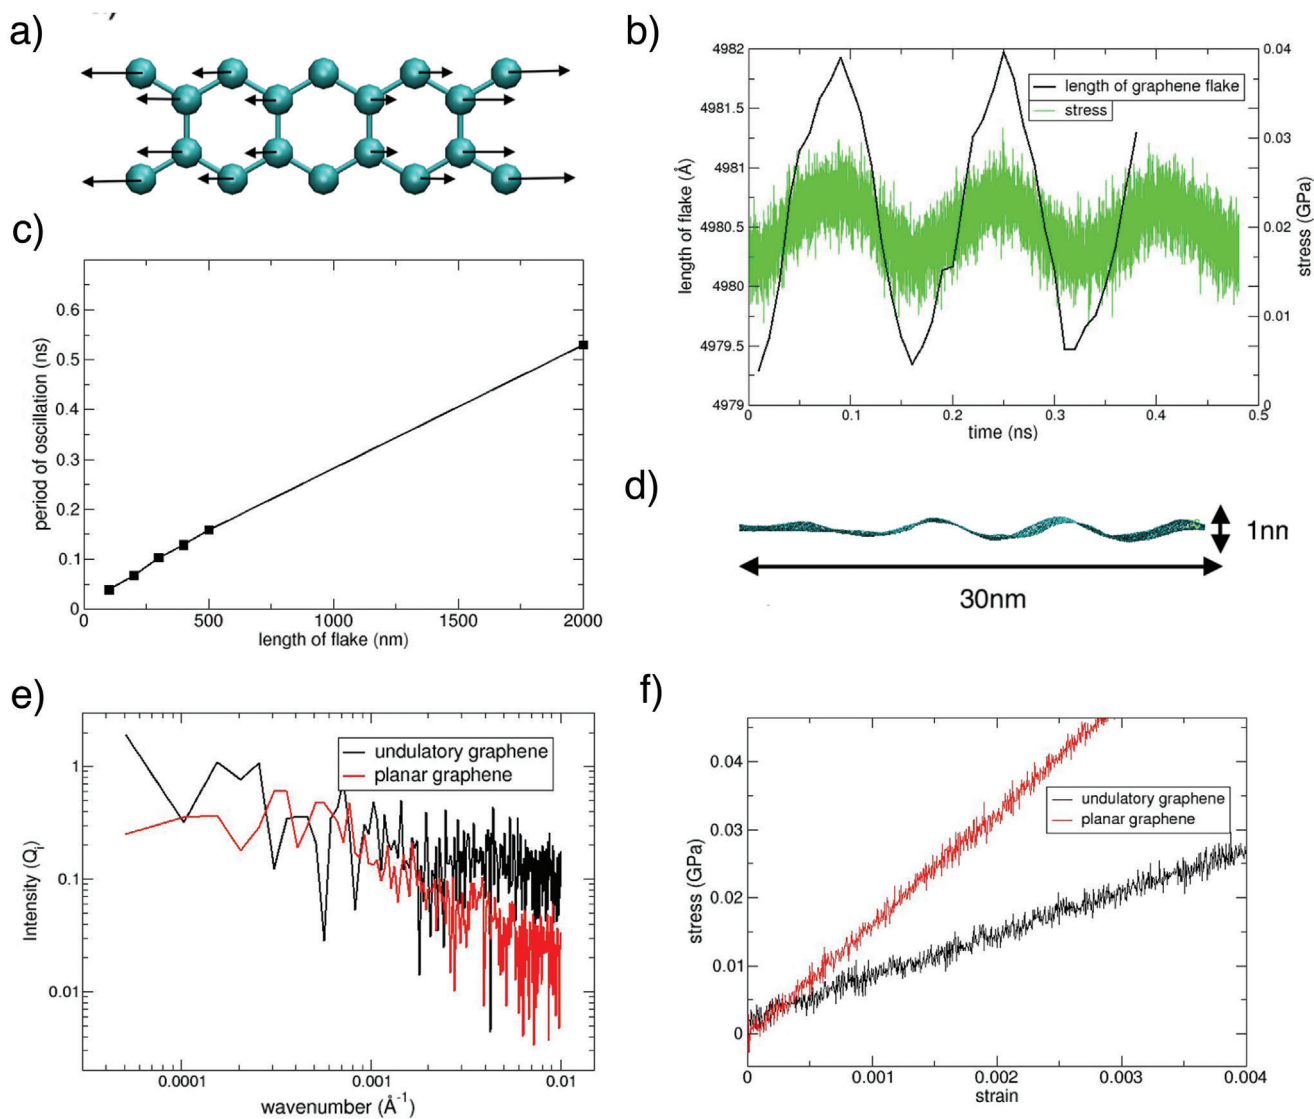 a)
b)
4982
4981.5
4981
4980.5
4980
4979.5
4979
length of flake (Å)
length of graphene flake
stress
0.04
0.03
0.02
0.01
0
stress (GPa)
0
0.1
0.2
0.3
0.4
0.5
time (ns)
c)
0.6
0.5
0.4
0.3
0.2
0.1
0
period of oscillation (ns)
0
500
1000
1500
2000
length of flake (nm)
d)
1nn
30nm
e)
1
0.1
0.01
Intensity (Qi)
undulatory graphene
planar graphene
0.0001
0.001
0.01
wavenumber (Å-1)
f)
0.04
0.03
0.02
0.01
0
stress (GPa)
undulatory graphene
planar graphene
0
0.001
0.002
0.003
0.004
strain